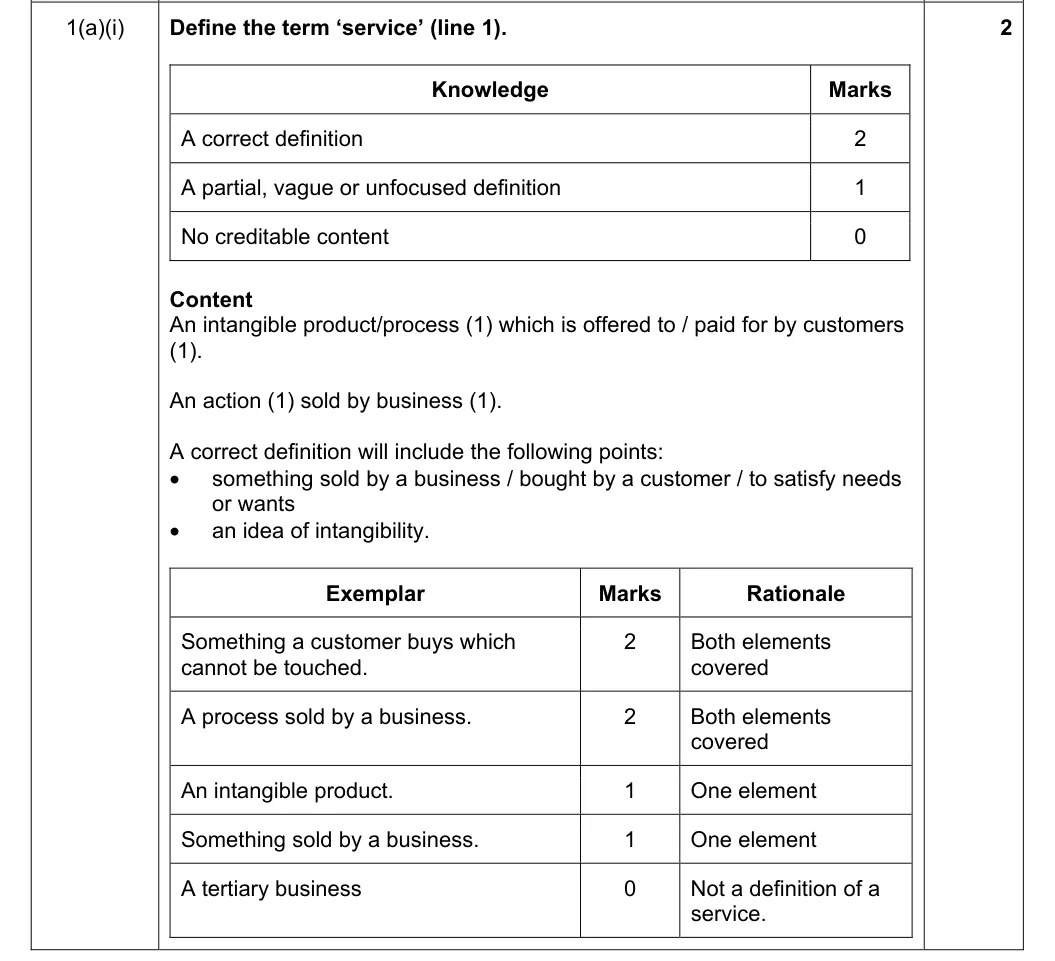 1(a)(i) Define the term ‘service’ (line 1). 2
Knowledge Marks
A correct definition 2
A partial, vague or unfocused definition 1
No creditable content 0
Content
An intangible product/process (1) which is offered to / paid for by customers
(1).
An action (1) sold by business (1).
A correct definition will include the following points:
• something sold by a business / bought by a customer / to satisfy needs
or wants
• an idea of intangibility.
Exemplar Marks Rationale
Something a customer buys which 2 Both elements
cannot be touched. covered
A process sold by a business. 2 Both elements
covered
An intangible product. 1 One element
Something sold by a business. 1 One element
A tertiary business 0 Not a definition of a
service.